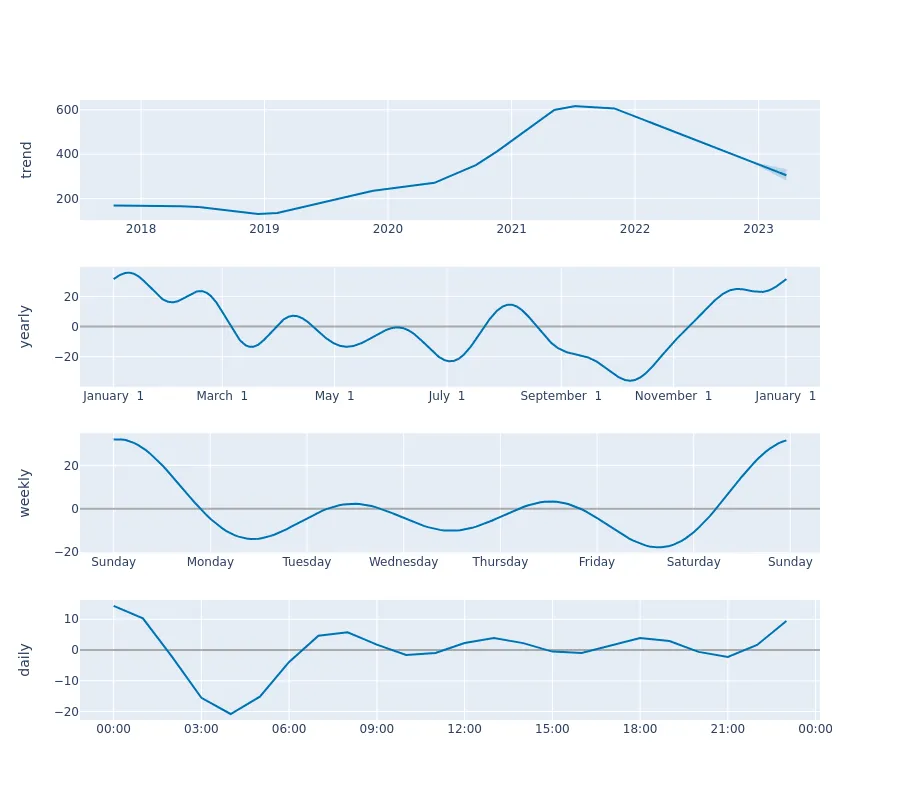 trend
600
400
200
2018 2019 2020 2021 2022 2023
yearly
20
0
−20
January 1 March 1 May 1 July 1 September 1 November 1 January 1
weekly
20
0
−20
Sunday Monday Tuesday Wednesday Thursday Friday Saturday Sunday
daily
10
0
−10
−20
00:00 03:00 06:00 09:00 12:00 15:00 18:00 21:00 00:00